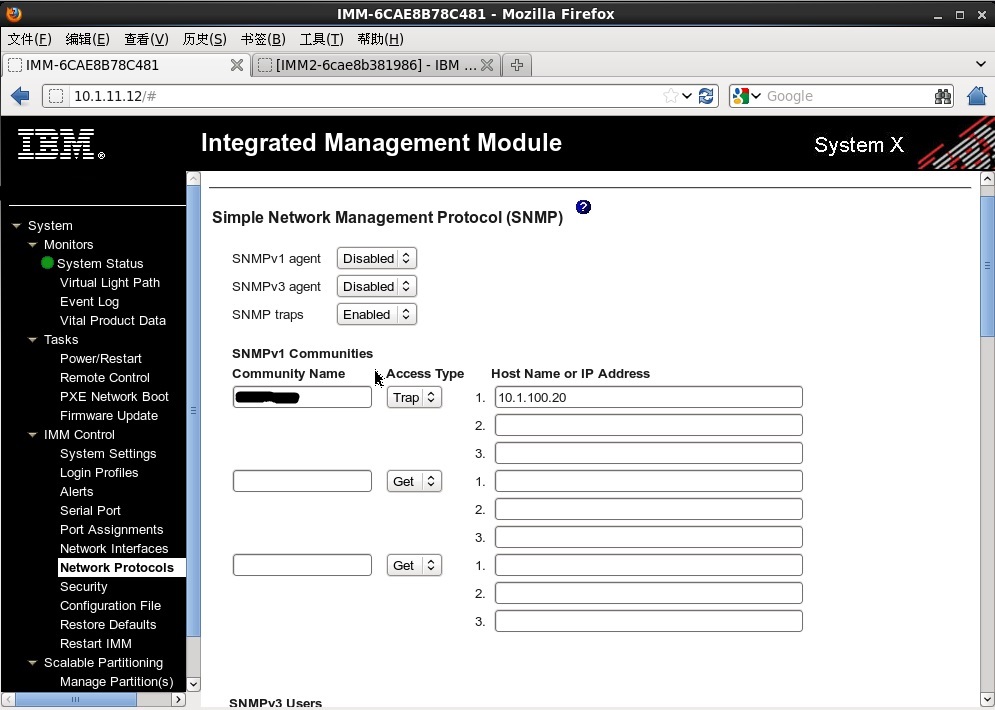 IMM-6CAE8B78C481 - Mozilla Firefox
文件(F) 编辑(E) 查看(V) 历史(S) 书签(B) 工具(T) 帮助(H)
IMM-6CAE8B78C481 [IMM2-6cae8b381986] - IBM ...
10.1.11.12/# Google
IBM® Integrated Management Module System X
Simple Network Management Protocol (SNMP) ?
System
Monitors
System Status
Virtual Light Path
Event Log
Vital Product Data
Tasks
Power/Restart
Remote Control
PXE Network Boot
Firmware Update
IMM Control
System Settings
Login Profiles
Alerts
Serial Port
Port Assignments
Network Interfaces
Network Protocols
Security
Configuration File
Restore Defaults
Restart IMM
Scalable Partitioning
Manage Partition(s)
SNMPv1 agent Disabled
SNMPv3 agent Disabled
SNMP traps Enabled
SNMPv1 Communities
Community Name Access Type Host Name or IP Address
Trap 1. 10.1.100.20
2.
3.
Get 1.
2.
3.
Get 1.
2.
3.
SNMPv3 Users